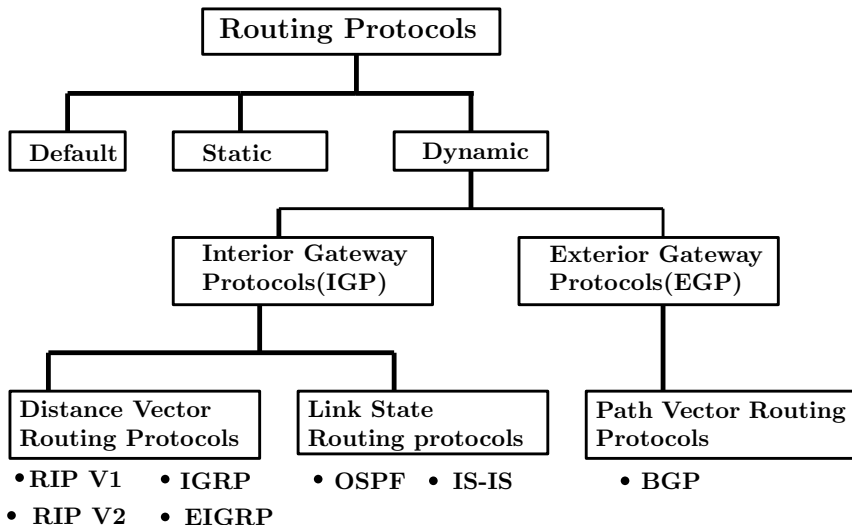 Routing Protocols
Default
Static
Dynamic
Interior Gateway
Protocols(IGP)
Exterior Gateway
Protocols(EGP)
Distance Vector
Routing Protocols
Link State
Routing protocols
Path Vector Routing
Protocols
• RIP V1 • IGRP
• RIP V2 • EIGRP
• OSPF • IS-IS
• BGP